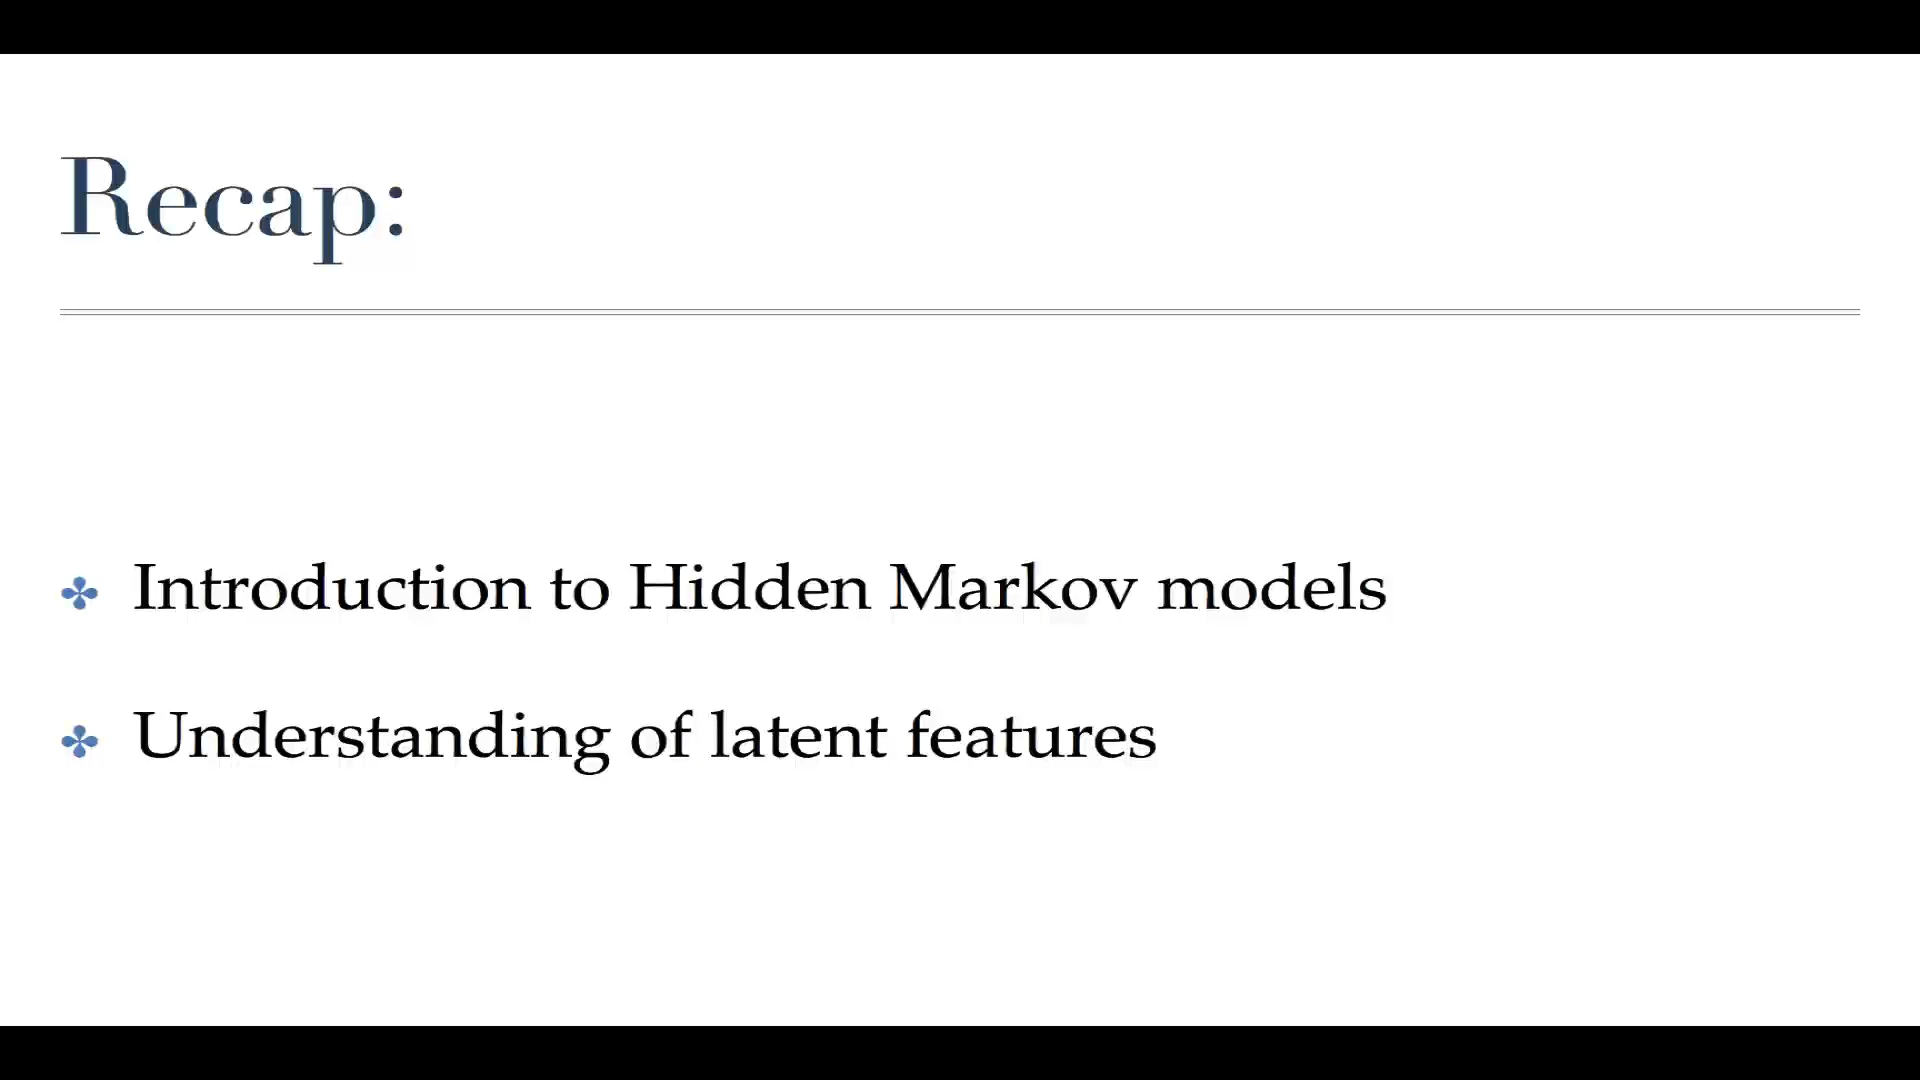 Recap:
Introduction to Hidden Markov models
Understanding of latent features